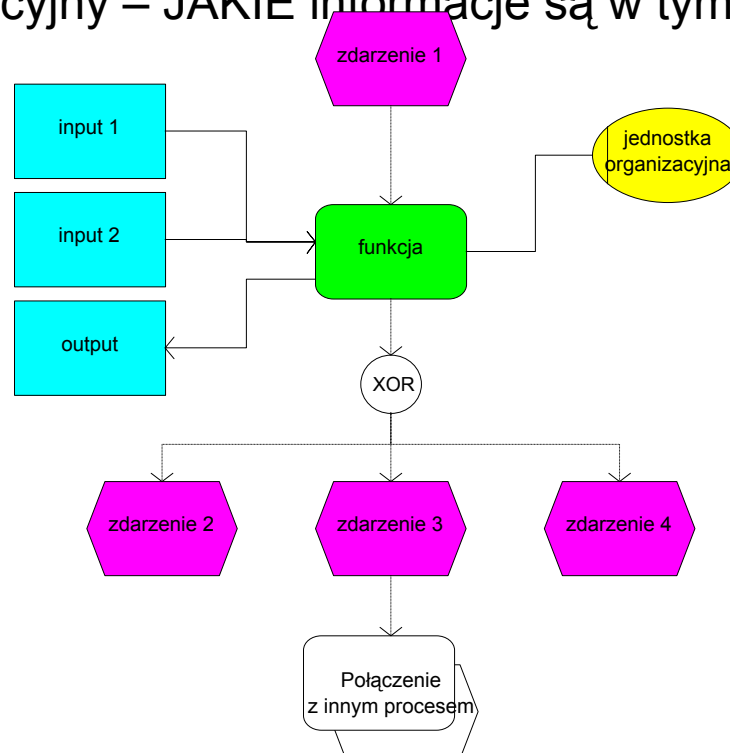 cyjny – JAKIE informacje są w tym
zdarzenie 1
input 1
jednostka
organizacyjna
input 2
funkcja
output
XOR
zdarzenie 2
zdarzenie 3
zdarzenie 4
Połączenie
z innym procesem